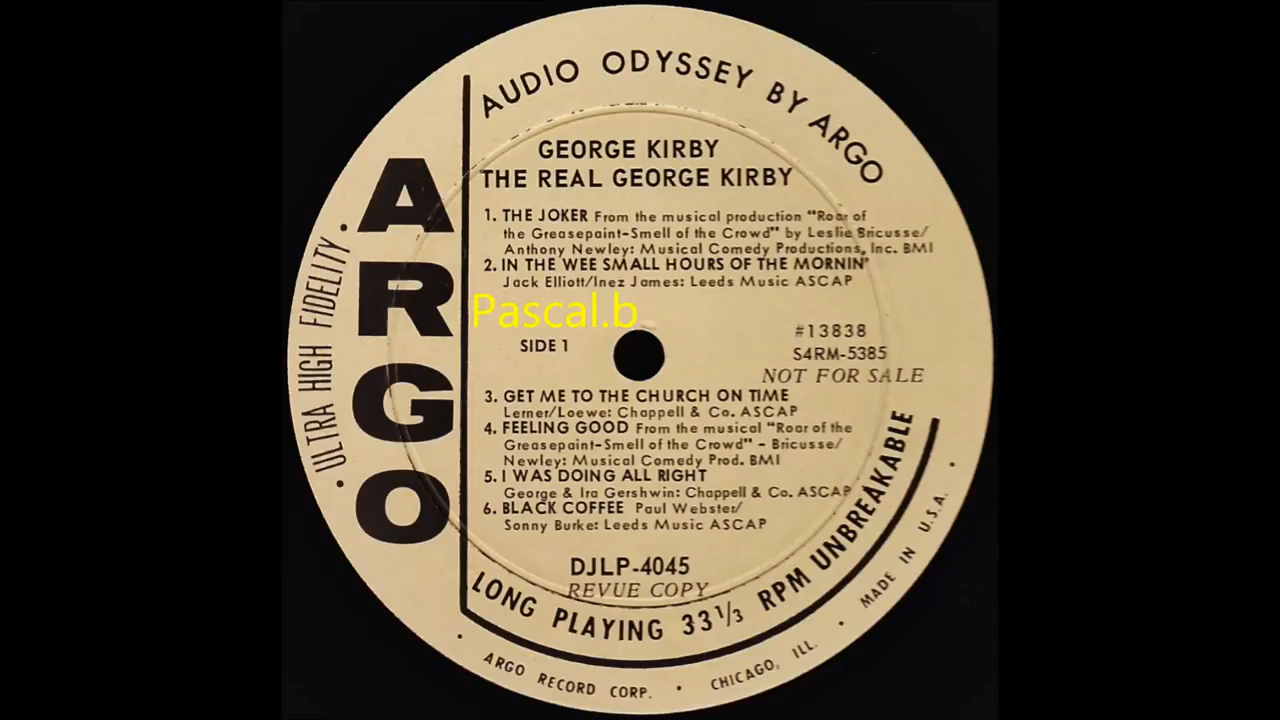 AUDIO ODYSSEY BY ARGO
ARGO
• ULTRA HIGH FIDELITY •
GEORGE KIRBY
THE REAL GEORGE KIRBY
1. THE JOKER From the musical production "Roar of
the Greasepaint-Smell of the Crowd" by Leslie Bricusse/
Anthony Newley: Musical Comedy Productions, Inc. BMI
2. IN THE WEE SMALL HOURS OF THE MORNIN'
Jack Elliott/Inez James: Leeds Music ASCAP
Pascal.b
SIDE 1
#13838
S4RM-5385
NOT FOR SALE
3. GET ME TO THE CHURCH ON TIME
Lerner/Loewe: Chappell & Co. ASCAP
4. FEELING GOOD From the musical "Roar of the
Greasepaint-Smell of the Crowd" - Bricusse/
Newley: Musical Comedy Prod. BMI
5. I WAS DOING ALL RIGHT
George & Ira Gershwin: Chappell & Co. ASCAP
6. BLACK COFFEE Paul Webster/
Sonny Burke: Leeds Music ASCAP
DJLP-4045
REVUE COPY
LONG PLAYING 33 1/3 RPM UNBREAKABLE
• ARGO RECORD CORP. • CHICAGO, ILL. • MADE IN U.S.A. •